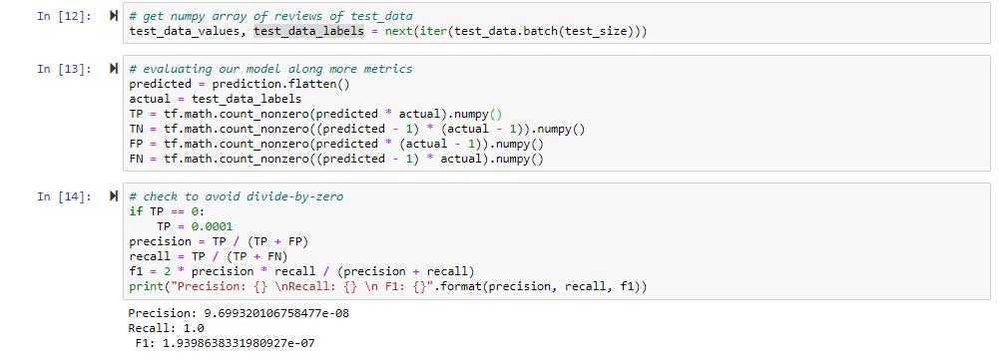 In [12]: # get numpy array of reviews of test_data
test_data_values, test_data_labels = next(iter(test_data.batch(test_size)))
In [13]: # evaluating our model along more metrics
predicted = prediction.flatten()
actual = test_data_labels
TP = tf.math.count_nonzero(predicted * actual).numpy()
TN = tf.math.count_nonzero((predicted - 1) * (actual - 1)).numpy()
FP = tf.math.count_nonzero(predicted * (actual - 1)).numpy()
FN = tf.math.count_nonzero((predicted - 1) * actual).numpy()
In [14]: # check to avoid divide-by-zero
if TP == 0:
    TP = 0.0001
precision = TP / (TP + FP)
recall = TP / (TP + FN)
f1 = 2 * precision * recall / (precision + recall)
print("Precision: {} \nRecall: {} \n F1: {}".format(precision, recall, f1))
Precision: 9.699320106758477e-08
Recall: 1.0
 F1: 1.9398638331980927e-07